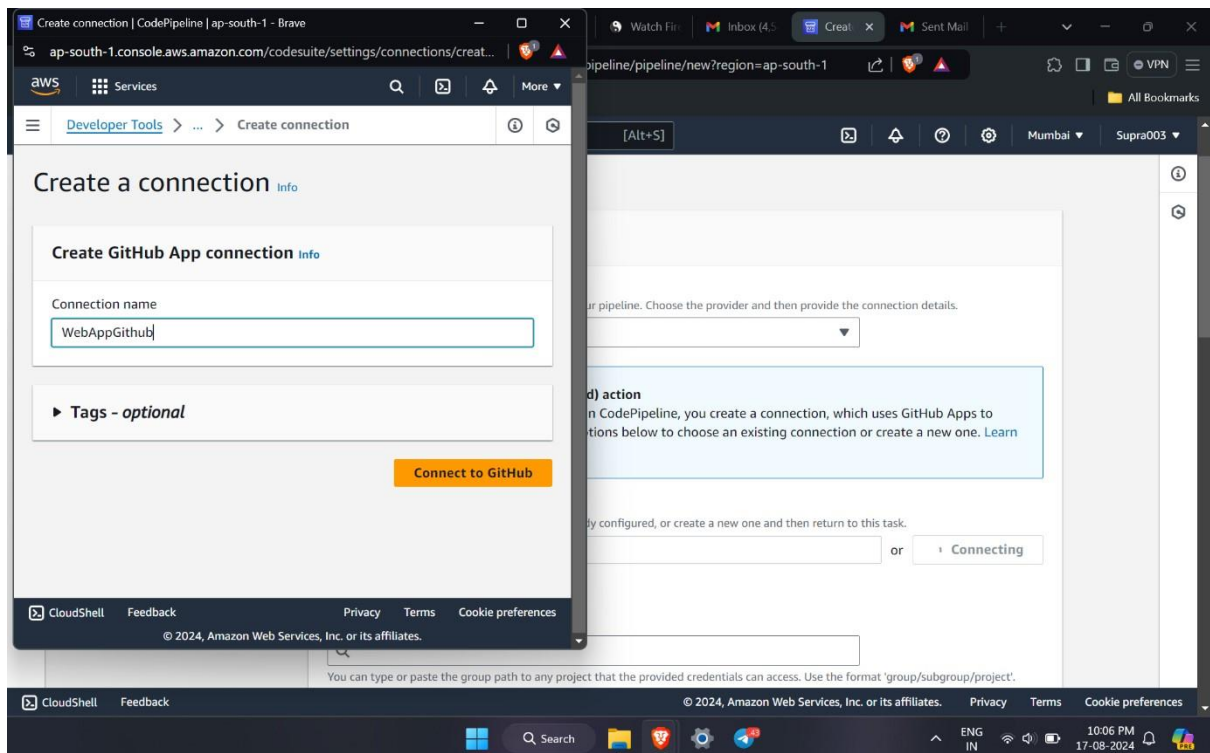 Create connection | CodePipeline | ap-south-1 - Brave
ap-south-1.console.aws.amazon.com/codesuite/settings/connections/creat...
aws
Services
More
Developer Tools > ... > Create connection
Create a connection Info
Create GitHub App connection Info
Connection name
WebAppGithub
Tags - optional
Connect to GitHub
CloudShell Feedback Privacy Terms Cookie preferences
© 2024, Amazon Web Services, Inc. or its affiliates.
Watch Fir
Inbox (4,5
Creat
Sent Mail
ipeline/pipeline/new?region=ap-south-1
VPN
All Bookmarks
[Alt+S]
Mumbai
Supra003
ur pipeline. Choose the provider and then provide the connection details.
d) action
n CodePipeline, you create a connection, which uses GitHub Apps to
tions below to choose an existing connection or create a new one. Learn
dy configured, or create a new one and then return to this task.
or
Connecting
You can type or paste the group path to any project that the provided credentials can access. Use the format 'group/subgroup/project'.
CloudShell Feedback © 2024, Amazon Web Services, Inc. or its affiliates. Privacy Terms Cookie preferences
Search
ENG
IN
10:06 PM
17-08-2024